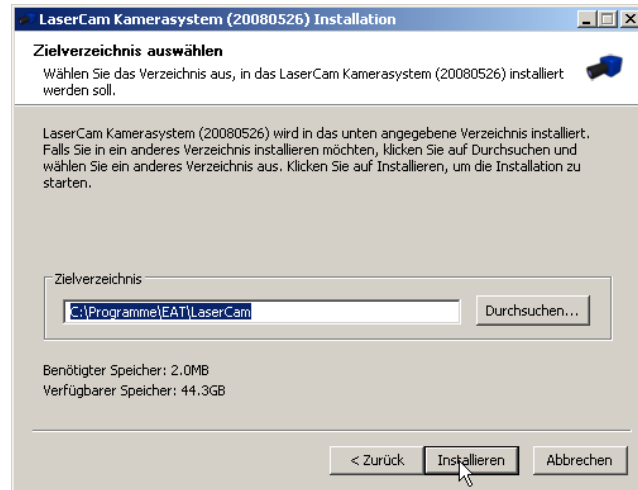 LaserCam Kamerasystem (20080526) Installation
Zielverzeichnis auswählen
Wählen Sie das Verzeichnis aus, in das LaserCam Kamerasystem (20080526) installiert
werden soll.
LaserCam Kamerasystem (20080526) wird in das unten angegebene Verzeichnis installiert.
Falls Sie in ein anderes Verzeichnis installieren möchten, klicken Sie auf Durchsuchen und
wählen Sie ein anderes Verzeichnis aus. Klicken Sie auf Installieren, um die Installation zu
starten.
Zielverzeichnis
C:\Programme\EAT\LaserCam
Durchsuchen...
Benötigter Speicher: 2.0MB
Verfügbarer Speicher: 44.3GB
< Zurück
Installieren
Abbrechen